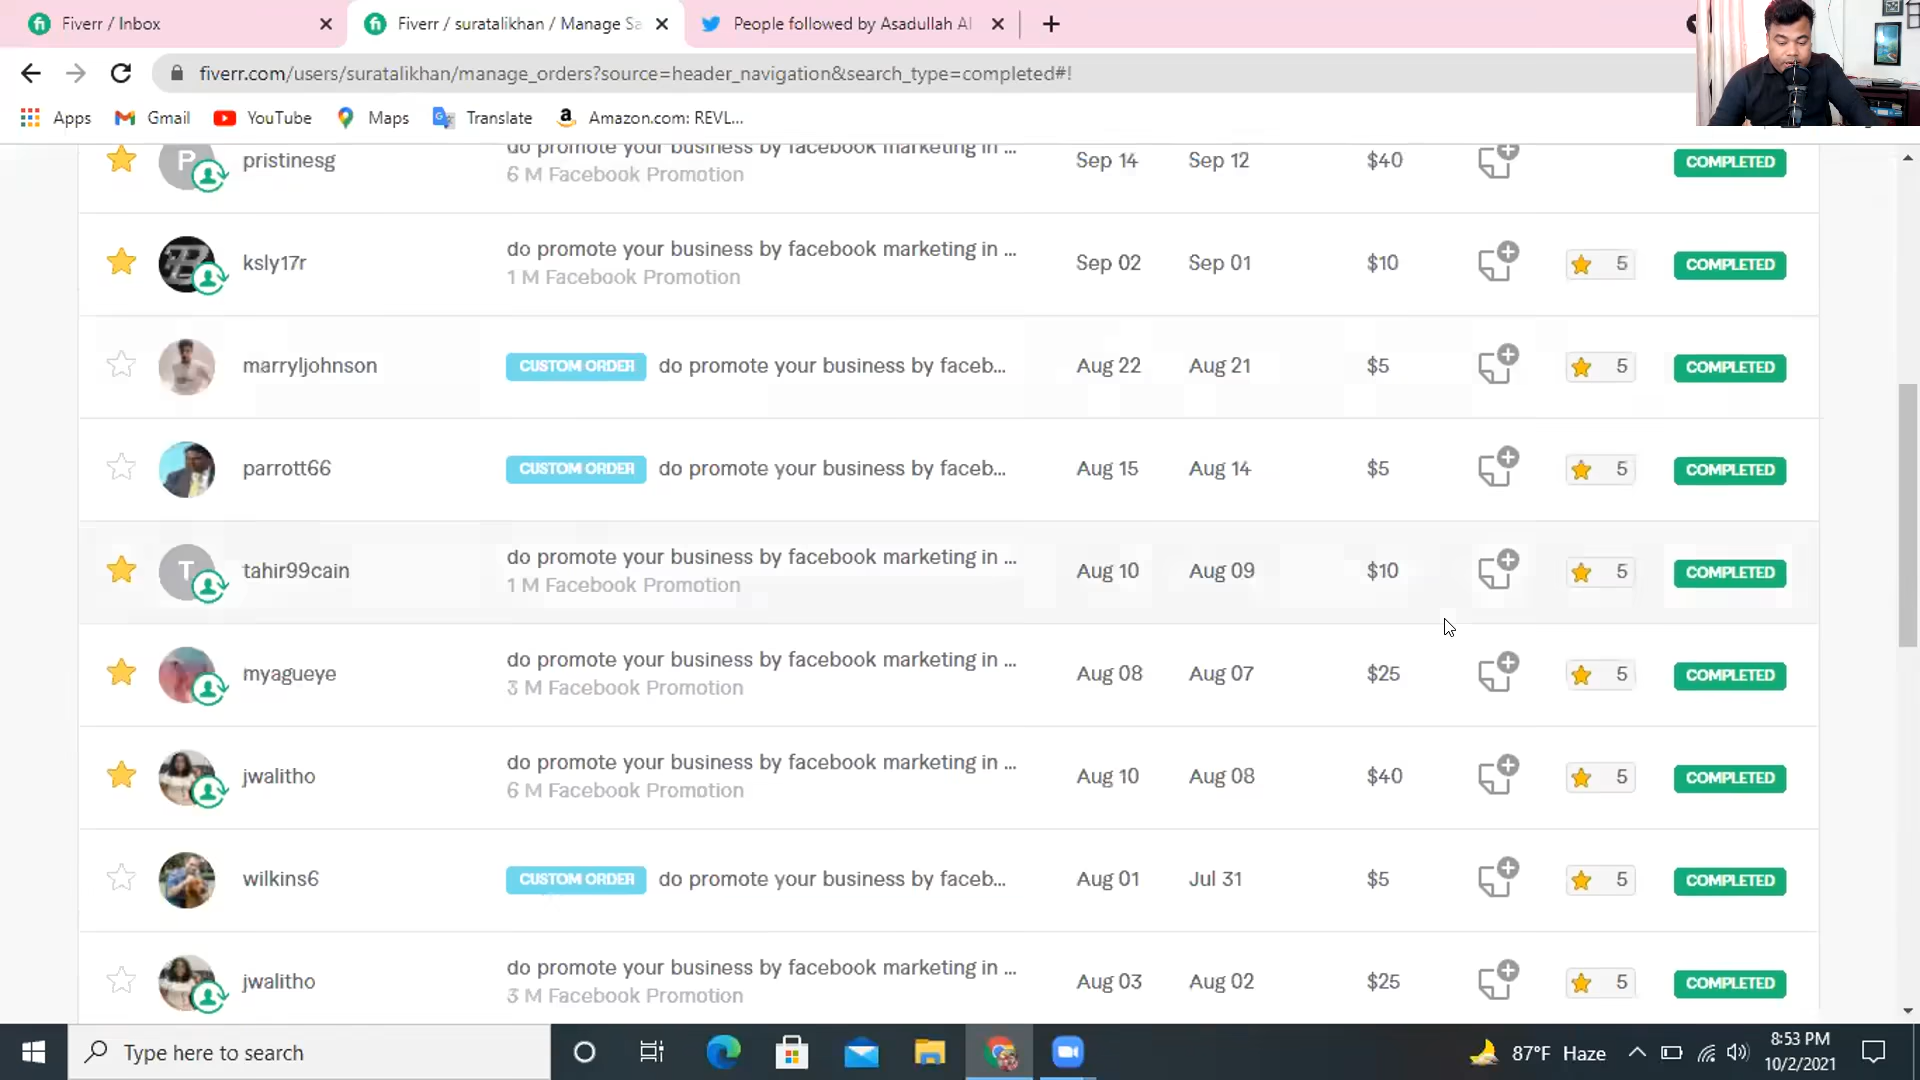 Fiverr / Inbox
Fiverr / suratalikhan / Manage Sa
People followed by Asadullah Al
fiverr.com/users/suratalikhan/manage_orders?source=header_navigation&search_type=completed#!
Apps Gmail YouTube Maps Translate Amazon.com: REVL...
P pristinesg do promote your business by facebook marketing in ... Sep 14 Sep 12 $40 COMPLETED
6 M Facebook Promotion
ksly17r do promote your business by facebook marketing in ... Sep 02 Sep 01 $10 5 COMPLETED
1 M Facebook Promotion
marryljohnson CUSTOM ORDER do promote your business by faceb... Aug 22 Aug 21 $5 5 COMPLETED
parrott66 CUSTOM ORDER do promote your business by faceb... Aug 15 Aug 14 $5 5 COMPLETED
T tahir99cain do promote your business by facebook marketing in ... Aug 10 Aug 09 $10 5 COMPLETED
1 M Facebook Promotion
myagueye do promote your business by facebook marketing in ... Aug 08 Aug 07 $25 5 COMPLETED
3 M Facebook Promotion
jwalitho do promote your business by facebook marketing in ... Aug 10 Aug 08 $40 5 COMPLETED
6 M Facebook Promotion
wilkins6 CUSTOM ORDER do promote your business by faceb... Aug 01 Jul 31 $5 5 COMPLETED
jwalitho do promote your business by facebook marketing in ... Aug 03 Aug 02 $25 5 COMPLETED
3 M Facebook Promotion
Type here to search
87°F Haze
8:53 PM
10/2/2021